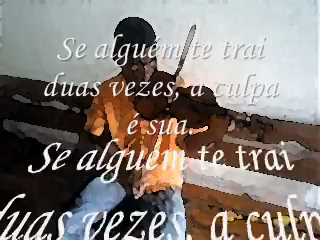 Se alguém te trai
duas vezes, a culpa
é sua.
Se alguém te trai
duas vezes, a culp